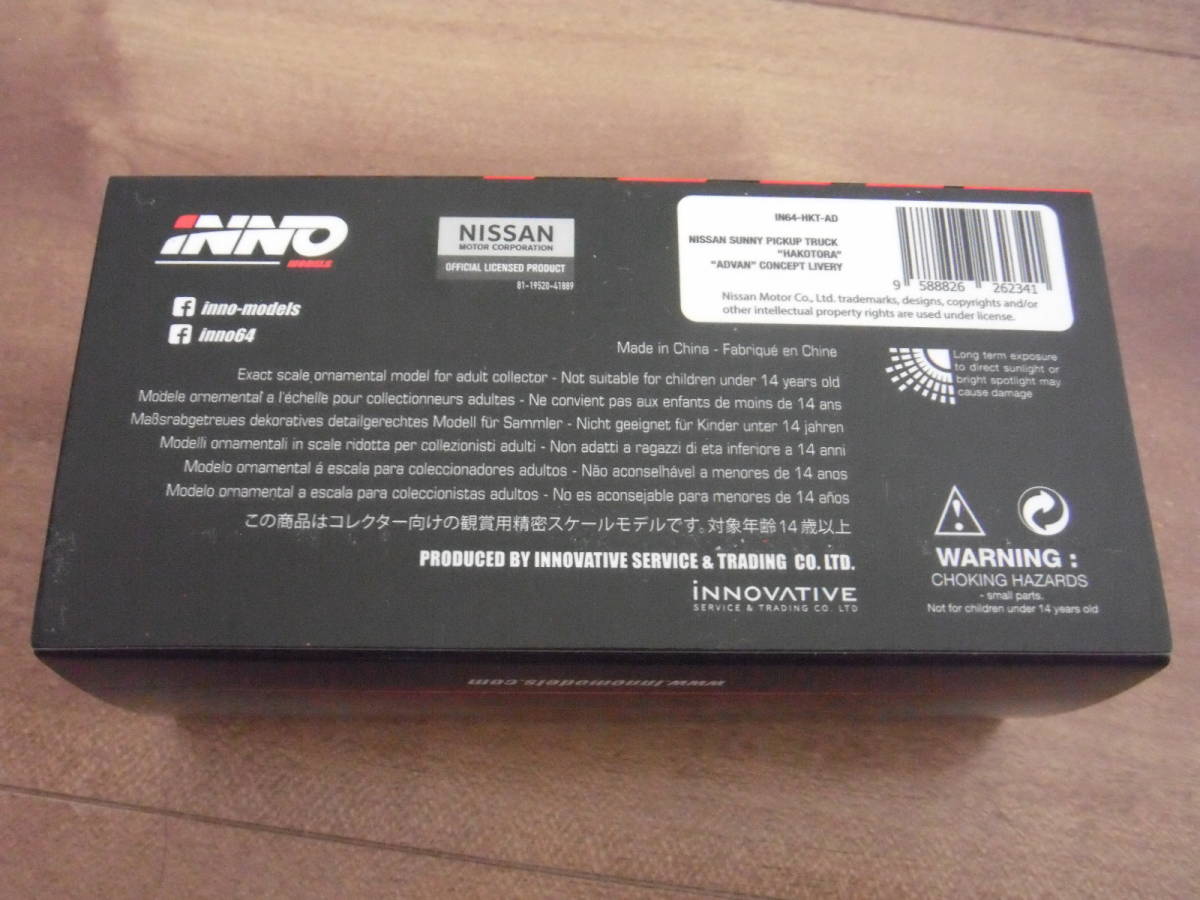 INNO
MODELS
inno-models
inno64
NISSAN
MOTOR CORPORATION
OFFICIAL LICENSED PRODUCT
81-19520-41889
IN64-HKT-AD
NISSAN SUNNY PICKUP TRUCK
"HAKOTORA"
"ADVAN" CONCEPT LIVERY
9 588826 262341
Nissan Motor Co., Ltd. trademarks, designs, copyrights and/or
other intellectual property rights are used under license.
Made in China - Fabriqué en Chine
Exact scale ornamental model for adult collector - Not suitable for children under 14 years old
Modele ornemental a l'échelle pour collectionneurs adultes - Ne convient pas aux enfants de moins de 14 ans
Maßsrabgetreues dekoratives detailgerechtes Modell für Sammler - Nicht geeignet für Kinder unter 14 jahren
Modelli ornamentali in scale ridotta per collezionisti adulti - Non adatti a ragazzi di eta inferiore a 14 anni
Modelo ornamental á escala para coleccionadores adultos - Não aconselhável a menores de 14 anos
Modelo ornamental a escala para coleccionistas adultos - No es aconsejable para menores de 14 años
この商品はコレクター向けの観賞用精密スケールモデルです。対象年齢14歳以上
PRODUCED BY INNOVATIVE SERVICE & TRADING CO. LTD.
INNOVATIVE
SERVICE & TRADING CO. LTD
Long term exposure
to direct sunlight or
bright spotlight may
cause damage
WARNING :
CHOKING HAZARDS
- small parts.
Not for children under 14 years old
www.innomodels.com